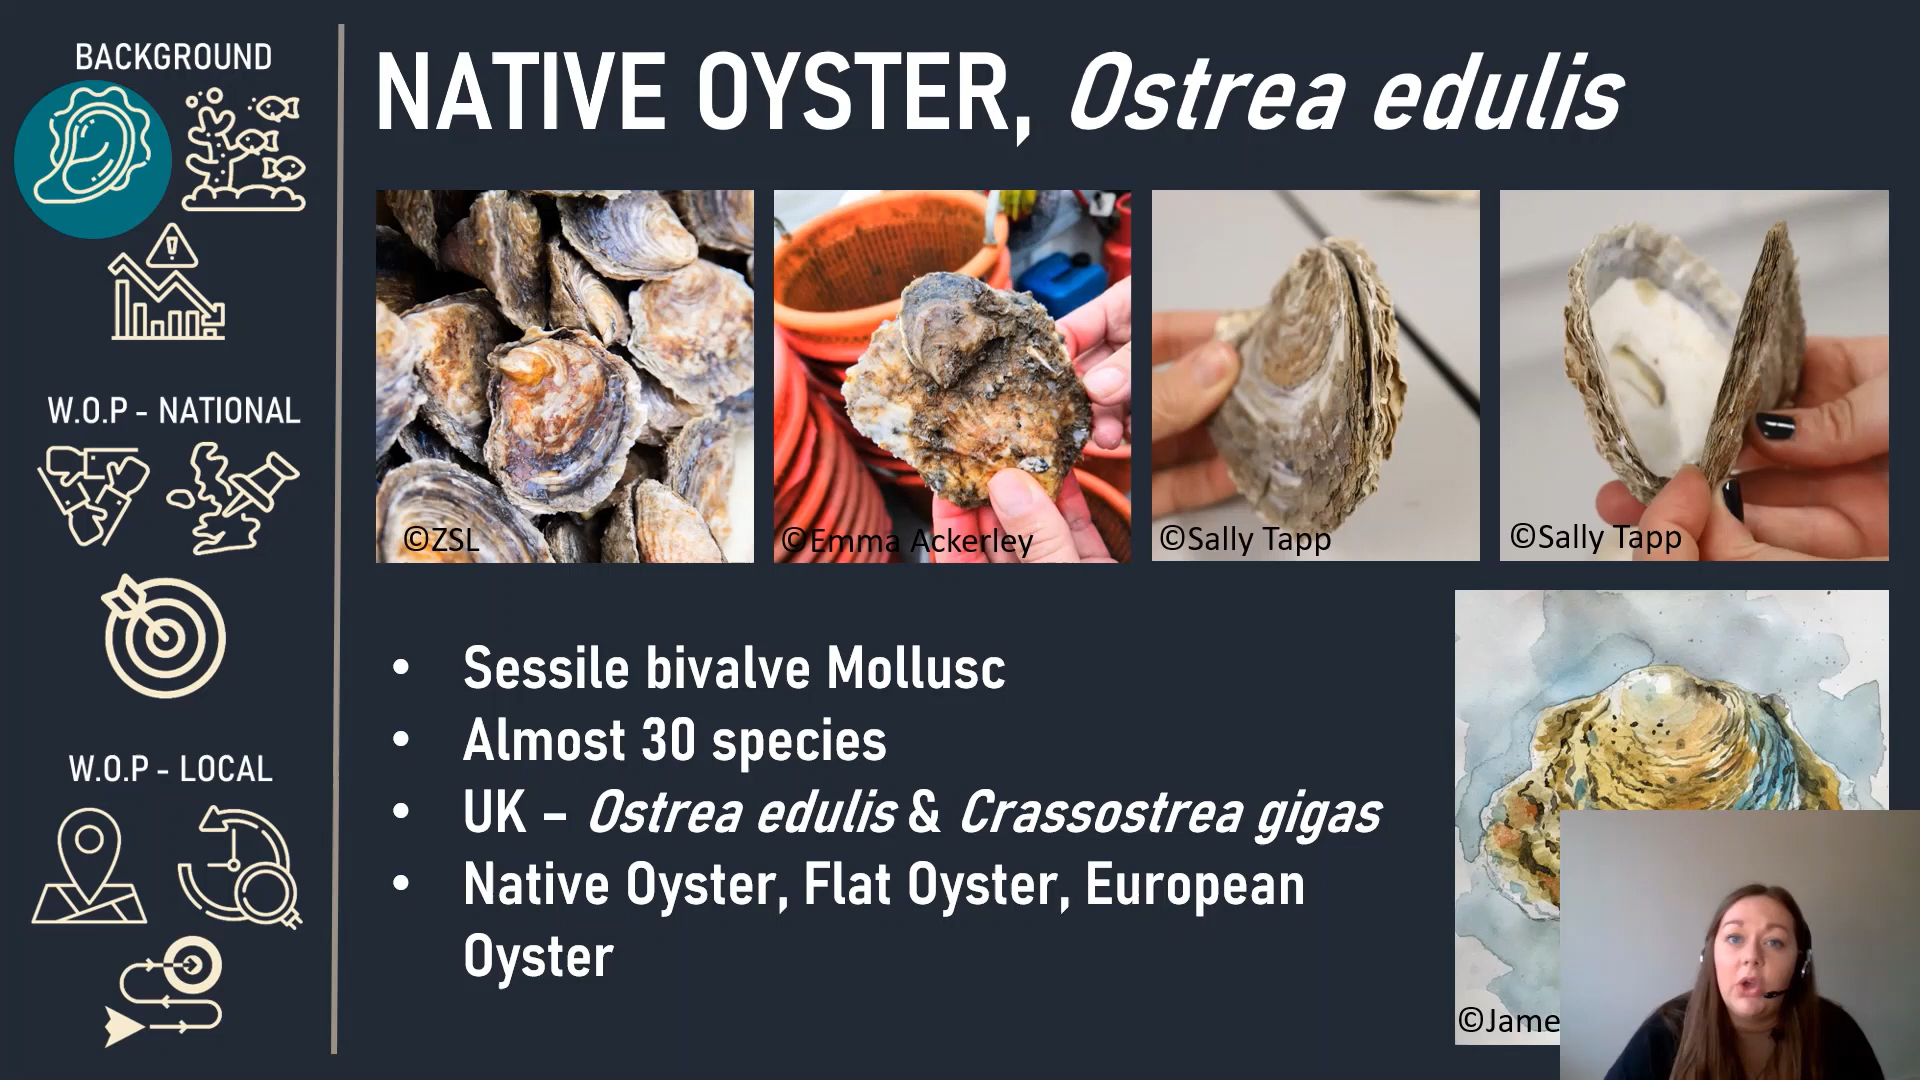 BACKGROUND
W.O.P - NATIONAL
W.O.P - LOCAL
NATIVE OYSTER, Ostrea edulis
©ZSL
©Emma Ackerley
©Sally Tapp
©Sally Tapp
• Sessile bivalve Mollusc
• Almost 30 species
• UK – Ostrea edulis & Crassostrea gigas
• Native Oyster, Flat Oyster, European
Oyster
©Jame